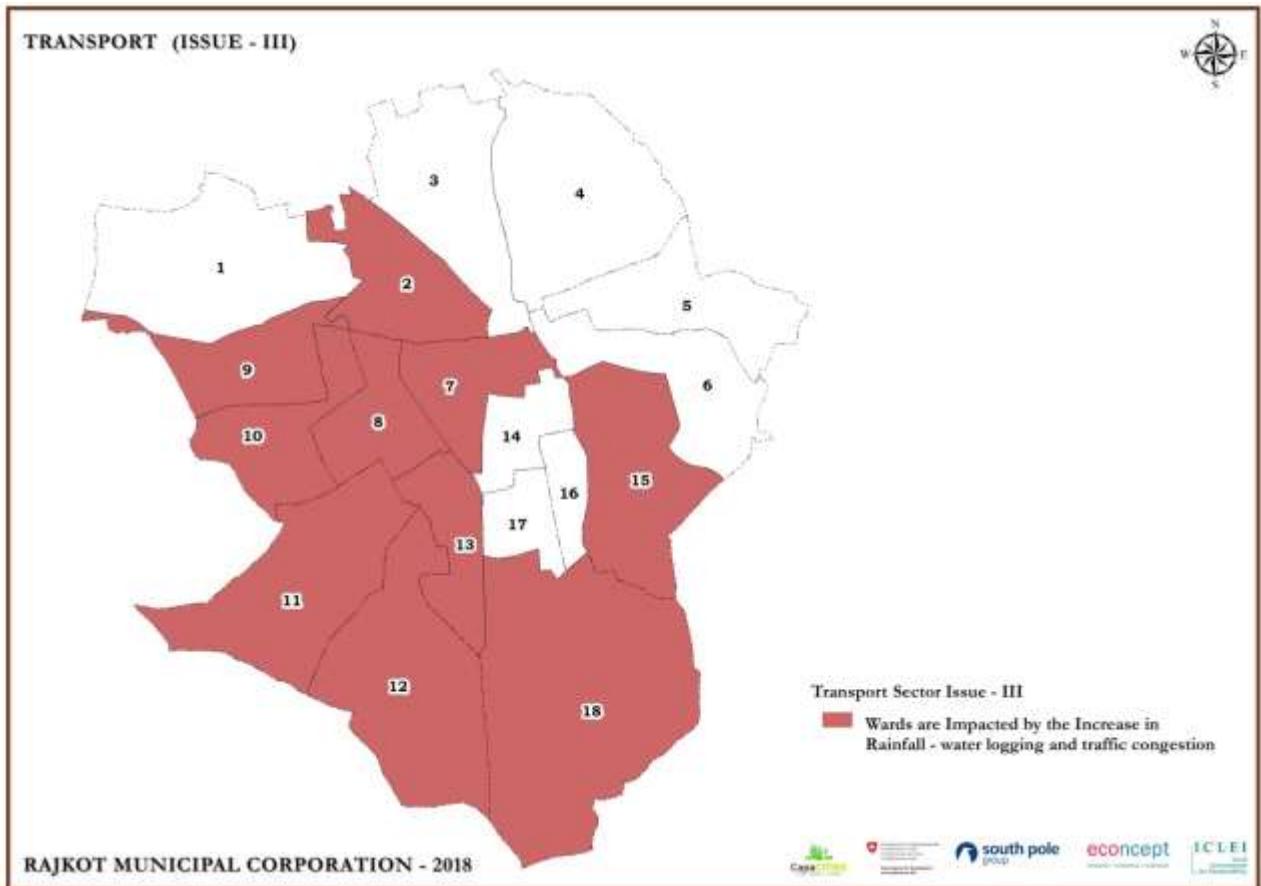 TRANSPORT (ISSUE - III)
N
W E
S
3
4
1
2
5
9
7
6
10
8
14
15
16
17
13
11
12
18
Transport Sector Issue - III
Wards are Impacted by the Increase in
Rainfall - water logging and traffic congestion
RAJKOT MUNICIPAL CORPORATION - 2018
CapaCITIES
south pole
group
econcept
ICLEI